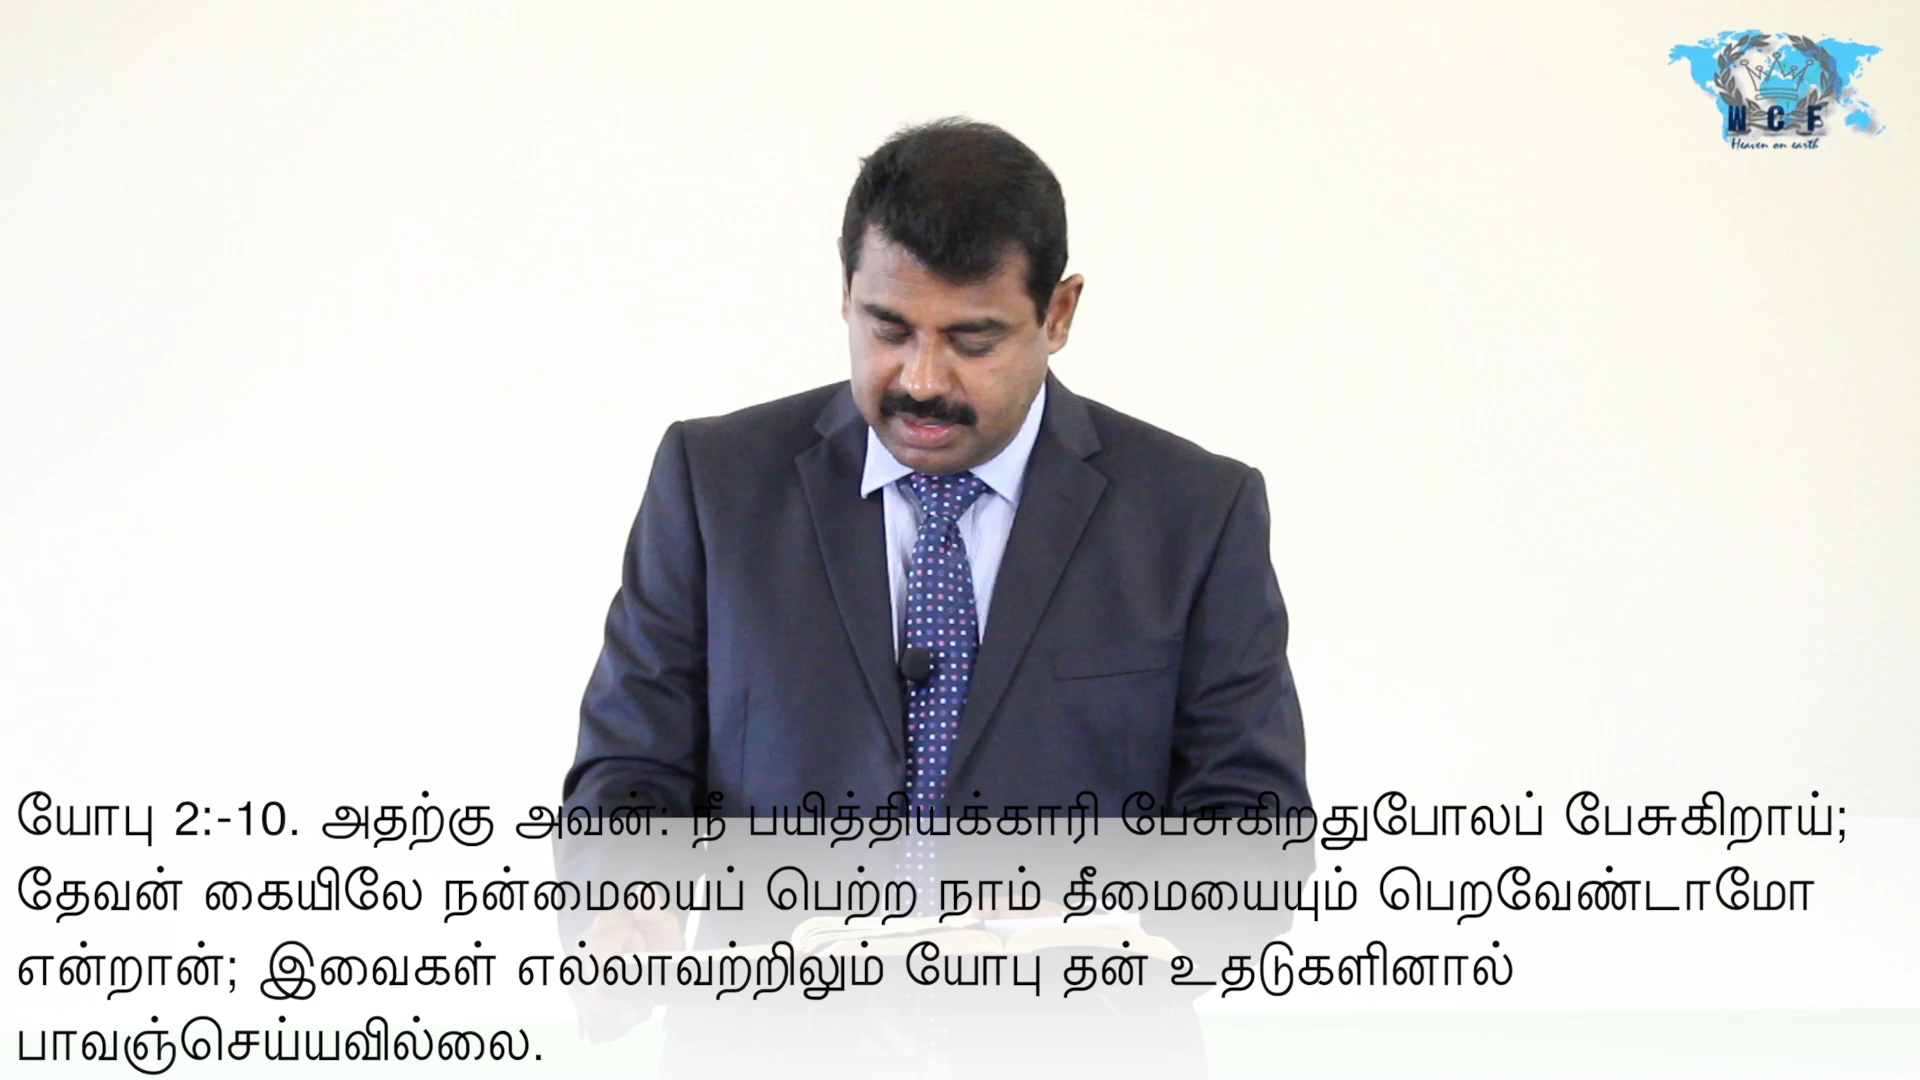 W C F
Heaven on earth
யோபு 2:-10. அதற்கு அவன்: நீ பயித்தியக்காரி பேசுகிறதுபோலப் பேசுகிறாய்;
தேவன் கையிலே நன்மையைப் பெற்ற நாம் தீமையையும் பெறவேண்டாமோ
என்றான்; இவைகள் எல்லாவற்றிலும் யோபு தன் உதடுகளினால்
பாவஞ்செய்யவில்லை.